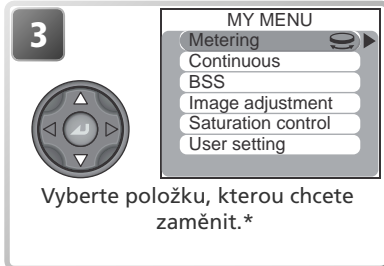 3
MY MENU
Metering
Continuous
BSS
Image adjustment
Saturation control
User setting
Vyberte položku, kterou chcete
zaměnit.*